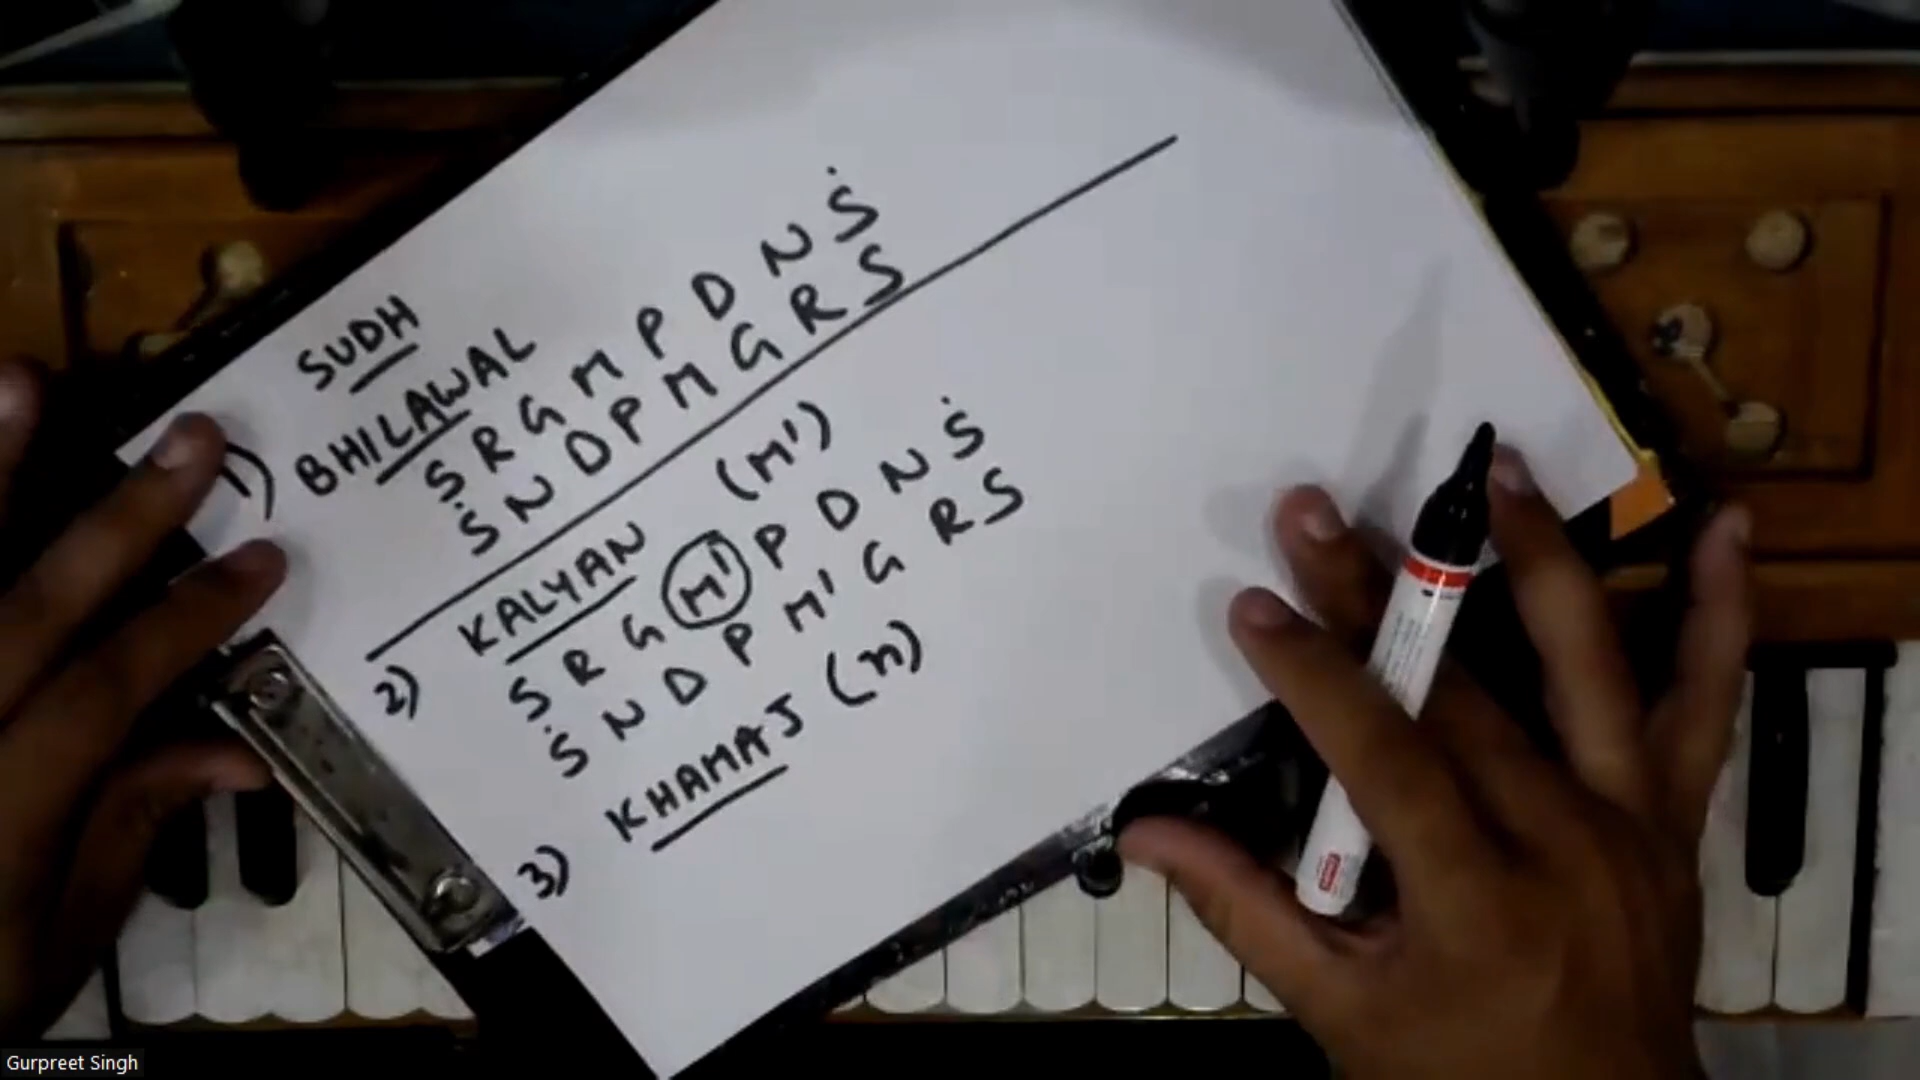 SUDH
1) BHILAWAL
S R G M P D N Ṡ
Ṡ N D P M G R S
2) KALYAN (M')
S R G M' P D N Ṡ
Ṡ N D P M' G R S
3) KHAMAJ (n)
Gurpreet Singh